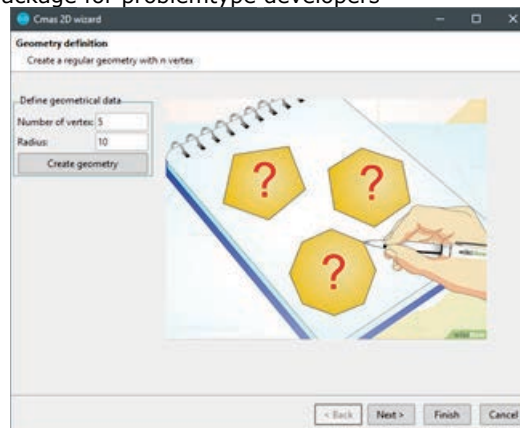 package for problemtype developers
Cmas 2D wizard
Geometry definition
Create a regular geometry with n vertex
Define geometrical data
Number of vertex: 5
Radius: 10
Create geometry
? ?
?
< Back Next > Finish Cancel